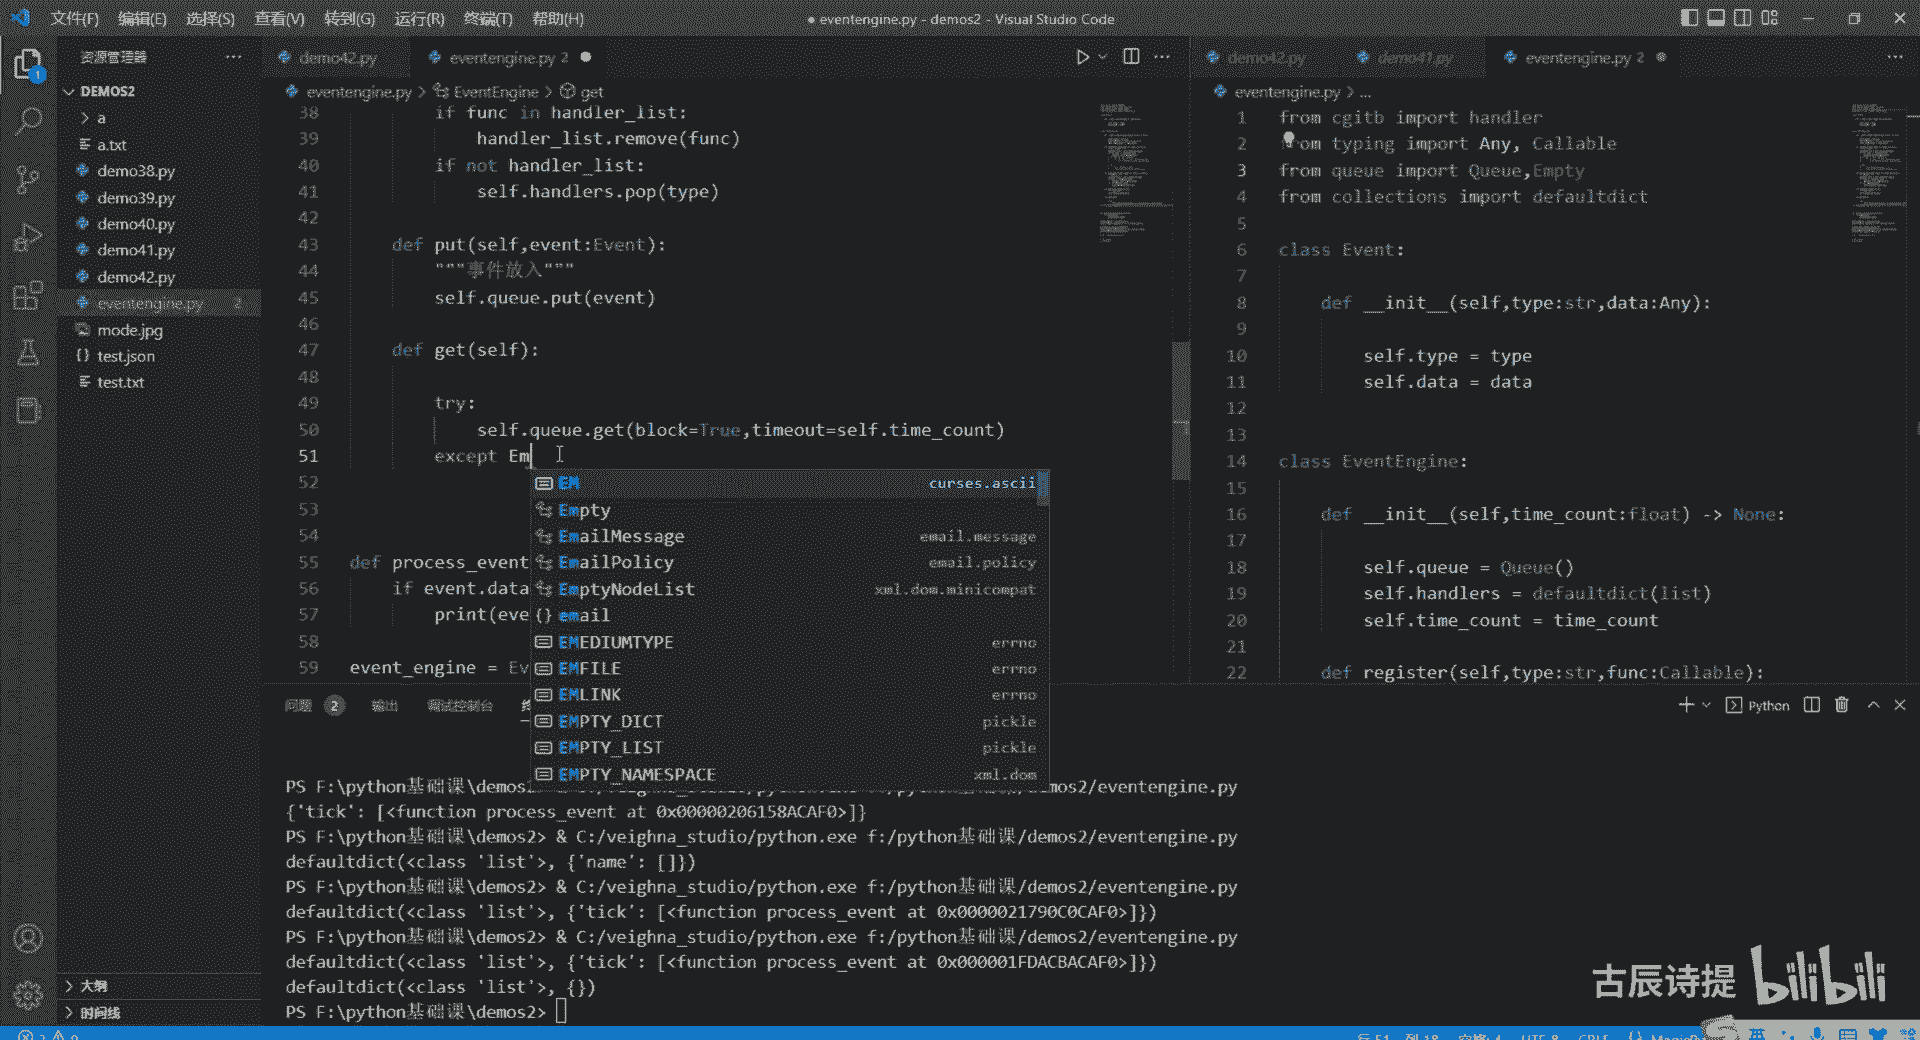 文件(F) 编辑(E) 选择(S) 查看(V) 转到(G) 运行(R) 终端(T) 帮助(H)
● eventengine.py - demos2 - Visual Studio Code
资源管理器
DEMOS2
a
a.txt
demo38.py
demo39.py
demo40.py
demo41.py
demo42.py
eventengine.py 2
mode.jpg
test.json
test.txt
大纲
时间线
1
demo42.py
eventengine.py 2
eventengine.py > EventEngine > get
38 if func in handler_list:
39 handler_list.remove(func)
40 if not handler_list:
41 self.handlers.pop(type)
42
43 def put(self,event:Event):
44 """事件放入"""
45 self.queue.put(event)
46
47 def get(self):
48
49 try:
50 self.queue.get(block=True,timeout=self.time_count)
51 except Em
52
53
54
55 def process_event
56 if event.data
57 print(eve
58
59 event_engine = Ev
EM curses.ascii
Empty
EmailMessage email.message
EmailPolicy email.policy
EmptyNodeList xml.dom.minicompat
email
EMEDIUMTYPE errno
EMFILE errno
EMLINK errno
EMPTY_DICT pickle
EMPTY_LIST pickle
EMPTY_NAMESPACE xml.dom
demo42.py
demo41.py
eventengine.py 2
eventengine.py > ...
1 from cgitb import handler
2 from typing import Any, Callable
3 from queue import Queue,Empty
4 from collections import defaultdict
5
6 class Event:
7
8 def __init__(self,type:str,data:Any):
9
10 self.type = type
11 self.data = data
12
13
14 class EventEngine:
15
16 def __init__(self,time_count:float) -> None:
17
18 self.queue = Queue()
19 self.handlers = defaultdict(list)
20 self.time_count = time_count
21
22 def register(self,type:str,func:Callable):
问题 2 输出 调试控制台
Python
PS F:\python基础课\demos2 mos2/eventengine.py
{'tick': [<function process_event at 0x00000206158ACAF0>]}
PS F:\python基础课\demos2> & C:/veighna_studio/python.exe f:/python基础课/demos2/eventengine.py
defaultdict(<class 'list'>, {'name': []})
PS F:\python基础课\demos2> & C:/veighna_studio/python.exe f:/python基础课/demos2/eventengine.py
defaultdict(<class 'list'>, {'tick': [<function process_event at 0x0000021790C0CAF0>]})
PS F:\python基础课\demos2> & C:/veighna_studio/python.exe f:/python基础课/demos2/eventengine.py
defaultdict(<class 'list'>, {'tick': [<function process_event at 0x000001FDACBACAF0>]})
defaultdict(<class 'list'>, {})
PS F:\python基础课\demos2>
古辰诗提 bilibili